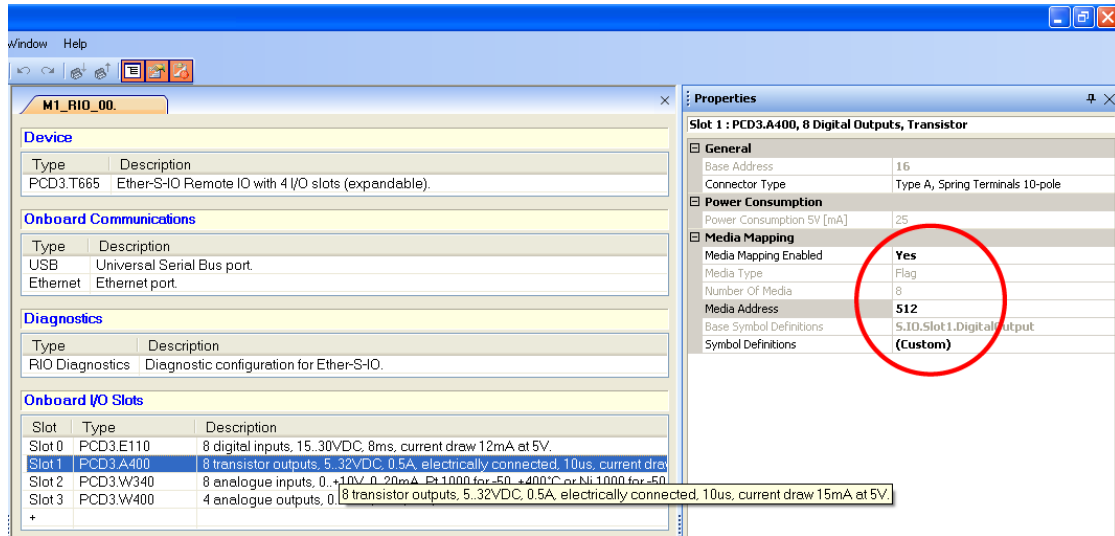 Window Help
M1_RIO_00.
Device
Type Description
PCD3.T665 Ether-S-IO Remote IO with 4 I/O slots (expandable).
Onboard Communications
Type Description
USB Universal Serial Bus port.
Ethernet Ethernet port.
Diagnostics
Type Description
RIO Diagnostics Diagnostic configuration for Ether-S-IO.
Onboard I/O Slots
Slot Type Description
Slot 0 PCD3.E110 8 digital inputs, 15..30VDC, 8ms, current draw 12mA at 5V.
Slot 1 PCD3.A400 8 transistor outputs, 5..32VDC, 0.5A, electrically connected, 10us, current dra
Slot 2 PCD3.W340 8 analogue inputs, 0..+10V, 0..20mA, Pt 1000 for -50..+400°C or Ni 1000 for -50
Slot 3 PCD3.W400 4 analogue outputs, 0.
+
8 transistor outputs, 5..32VDC, 0.5A, electrically connected, 10us, current draw 15mA at 5V.
Properties
Slot 1 : PCD3.A400, 8 Digital Outputs, Transistor
General
Base Address 16
Connector Type Type A, Spring Terminals 10-pole
Power Consumption
Power Consumption 5V [mA] 25
Media Mapping
Media Mapping Enabled Yes
Media Type Flag
Number Of Media 8
Media Address 512
Base Symbol Definitions S.IO.Slot1.DigitalOutput
Symbol Definitions (Custom)